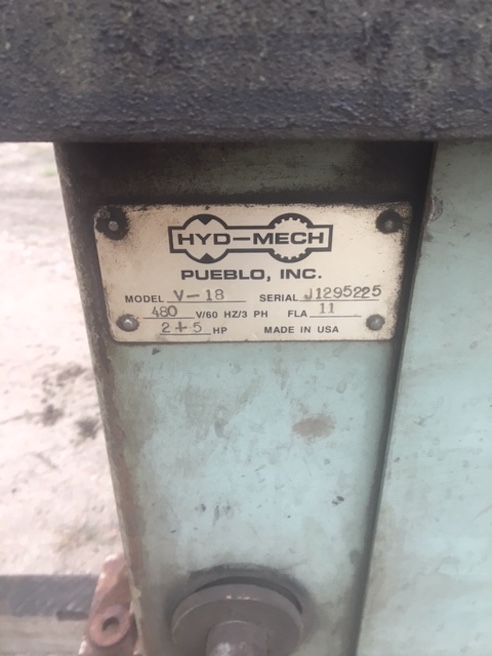 HYD-MECH
PUEBLO, INC.
MODEL V-18 SERIAL J1295225
480 V/60 HZ/3 PH FLA 11
2+5 HP MADE IN USA